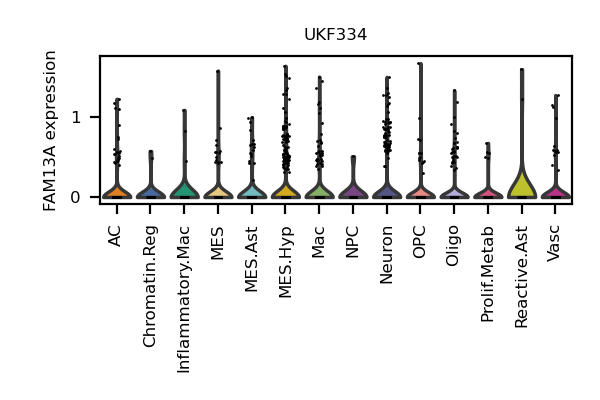 UKF334
FAM13A expression
1
0
AC
Chromatin.Reg
Inflammatory.Mac
MES
MES.Ast
MES.Hyp
Mac
NPC
Neuron
OPC
Oligo
Prolif.Metab
Reactive.Ast
Vasc